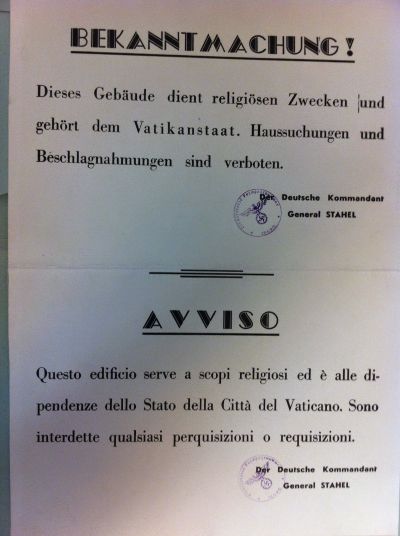 BEKANNTMACHUNG!
Dieses Gebäude dient religiösen Zwecken und
gehört dem Vatikanstaat. Haussuchungen und
Beschlagnahmungen sind verboten.
Der Deutsche Kommandant
General STAHEL
AVVISO
Questo edificio serve a scopi religiosi ed è alle di-
pendenze dello Stato della Città del Vaticano. Sono
interdette qualsiasi perquisizioni o requisizioni.
Der Deutsche Kommandant
General STAHEL